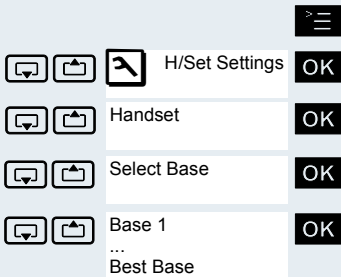 H/Set Settings OK
Handset OK
Select Base OK
Base 1 OK
...
Best Base